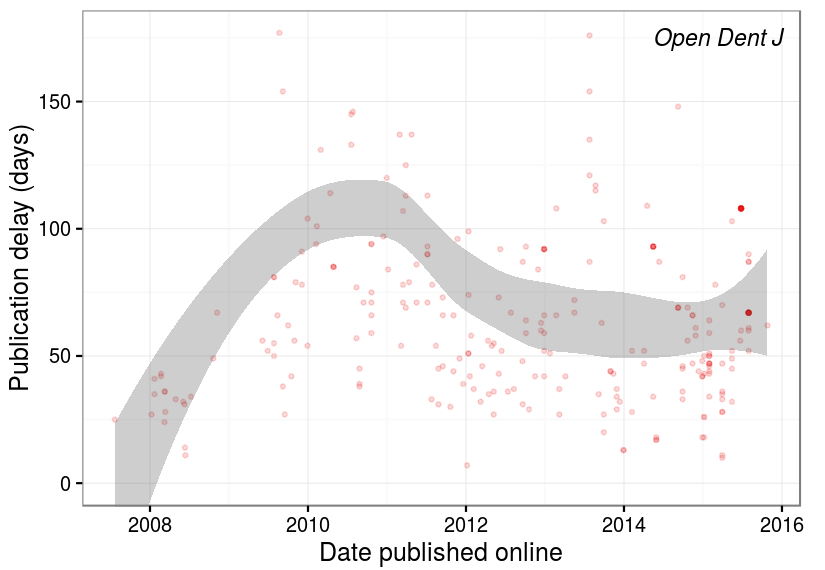 Open Dent J
Publication delay (days)
150
100
50
0
2008 2010 2012 2014 2016
Date published online